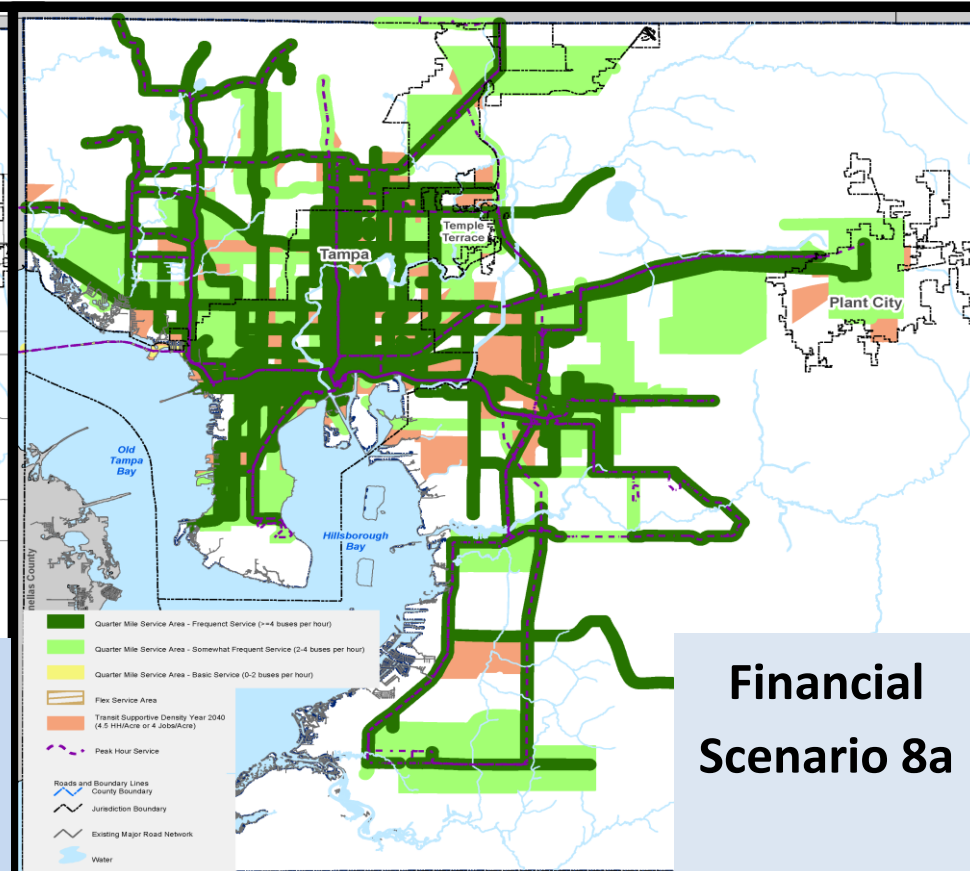 Temple
Terrace
Tampa
Plant City
Old
Tampa
Bay
Hillsborough
Bay
nellas County
Quarter Mile Service Area - Frequenct Service (>=4 buses per hour)
Quarter Mile Service Area - Somewhat Frequent Service (2-4 buses per hour)
Quarter Mile Service Area - Basic Service (0-2 buses per hour)
Flex Service Area
Transit Supportive Density Year 2040
(4.5 HH/Acre or 4 Jobs/Acre)
Peak Hour Service
Roads and Boundary Lines
County Boundary
Jurisdiction Boundary
Existing Major Road Network
Water
Financial
Scenario 8a